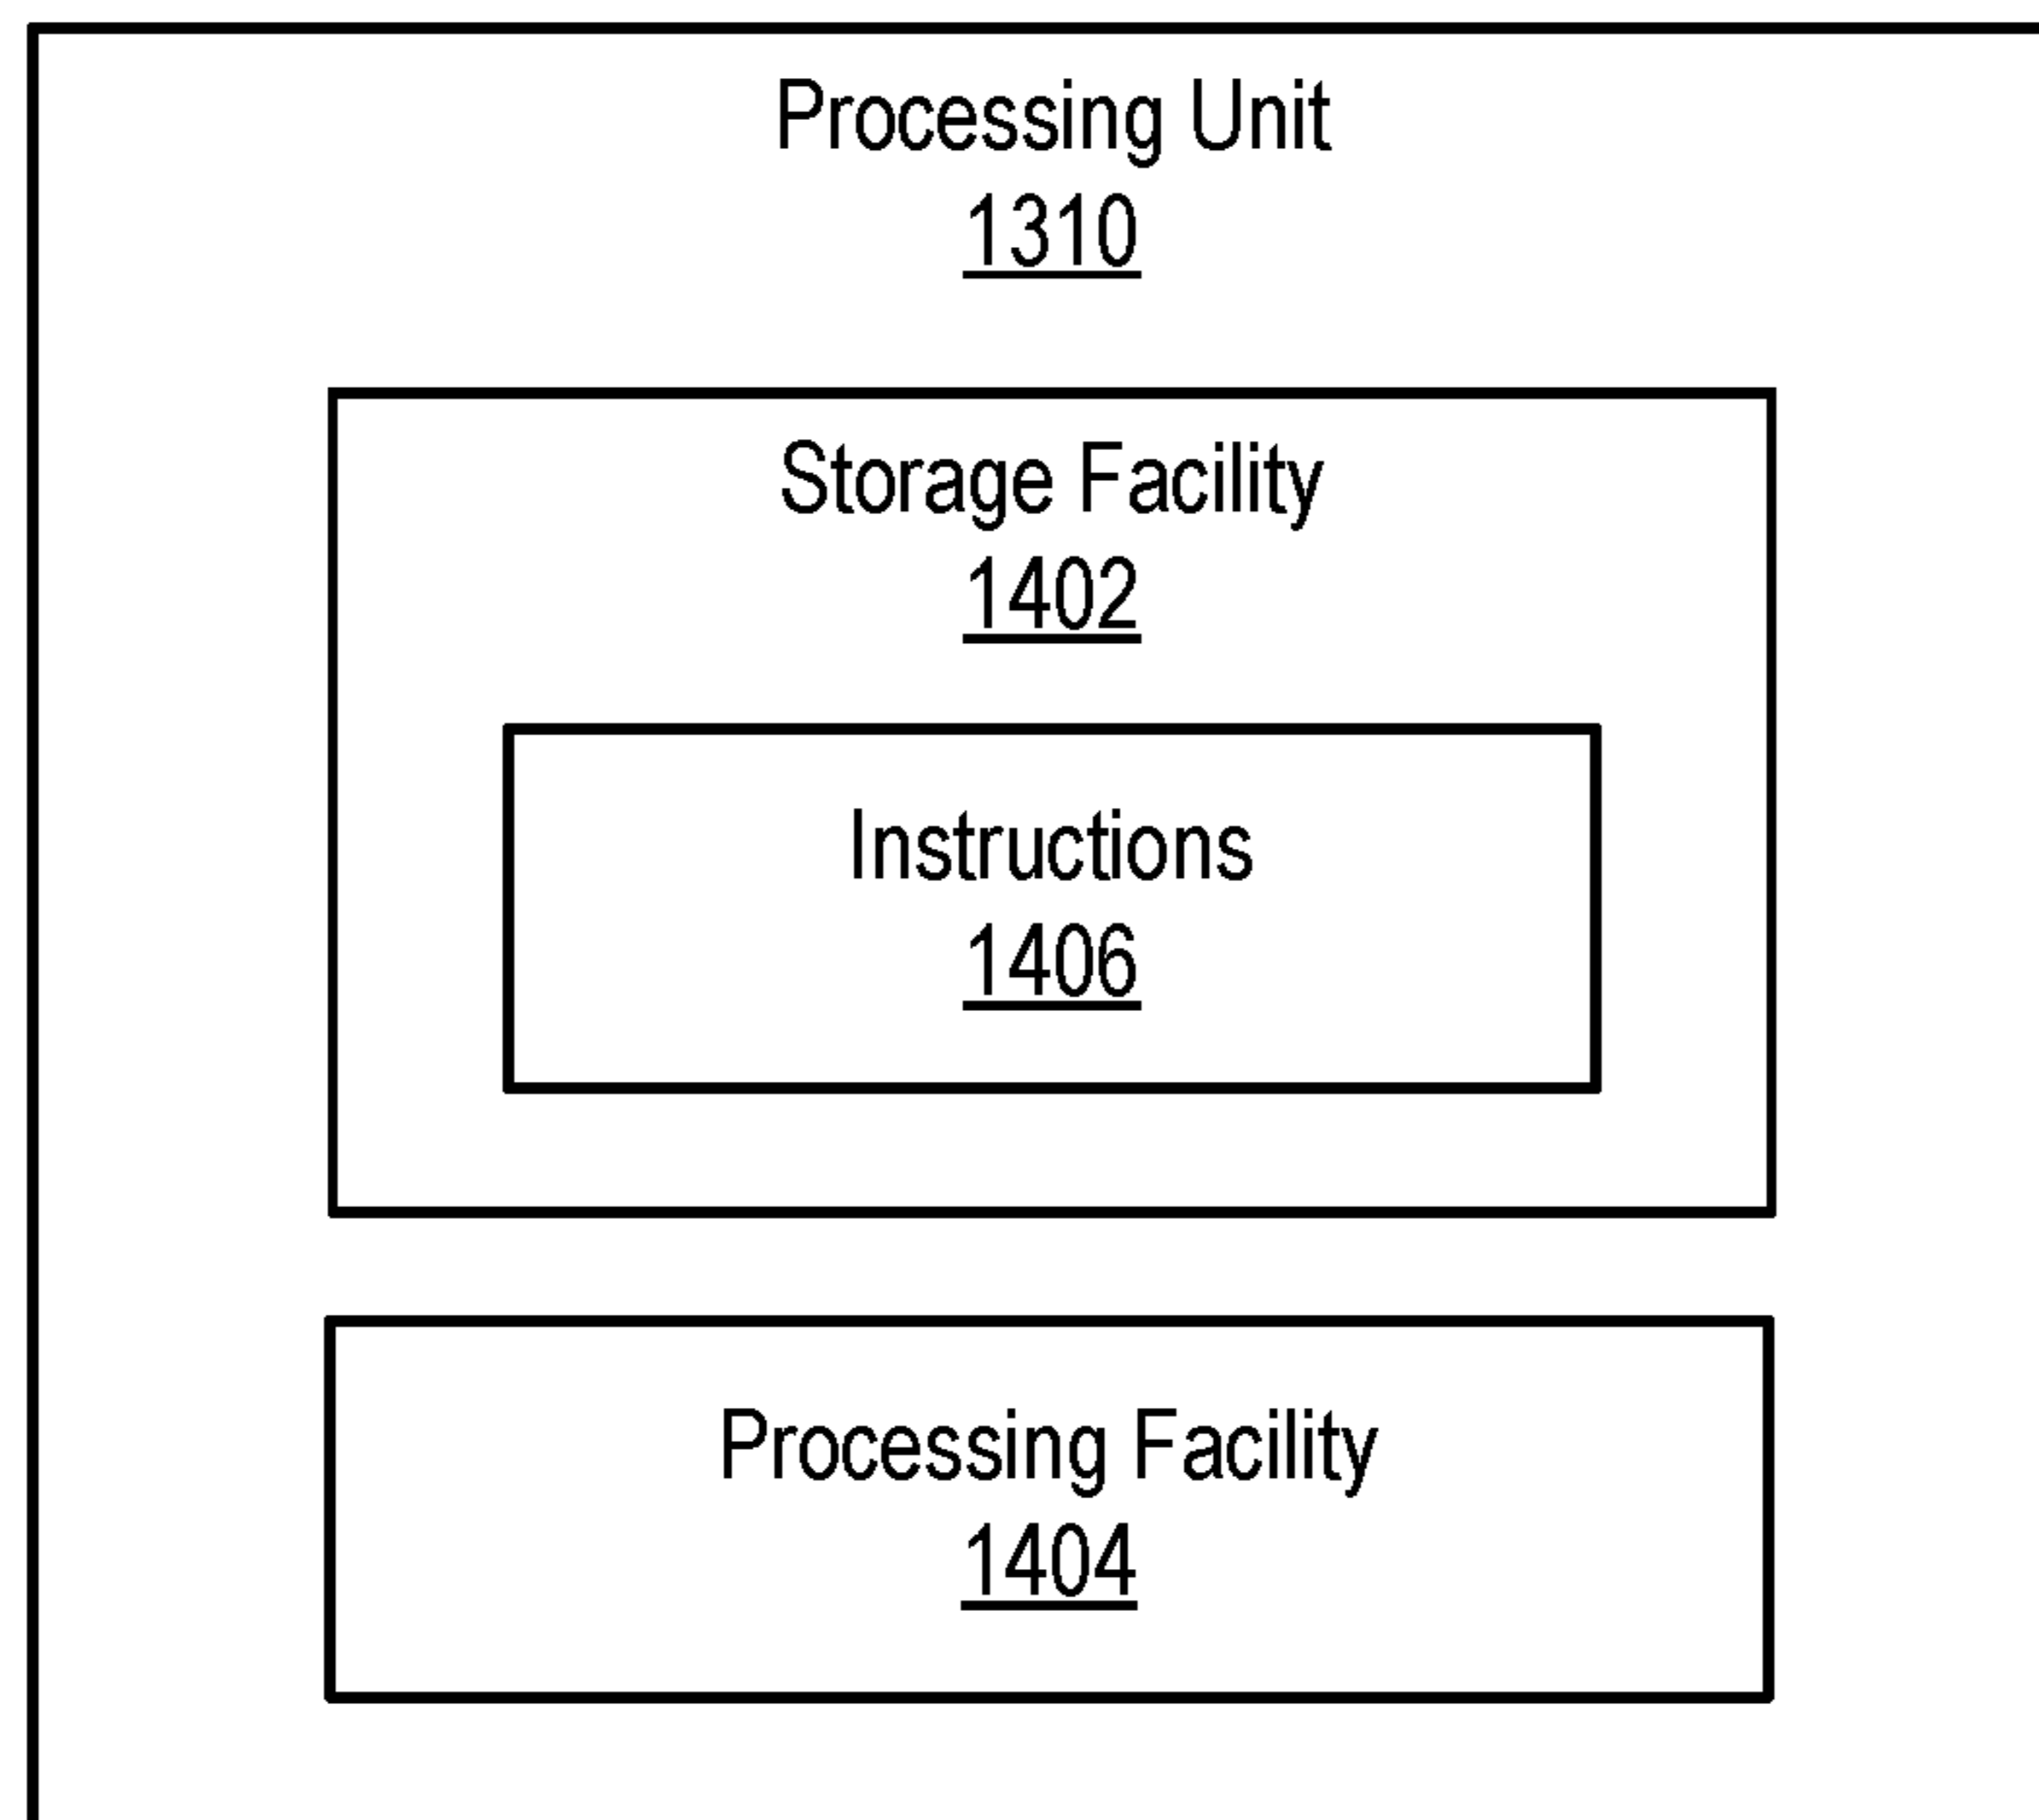 Processing Unit
1310
Storage Facility
1402
Instructions
1406
Processing Facility
1404